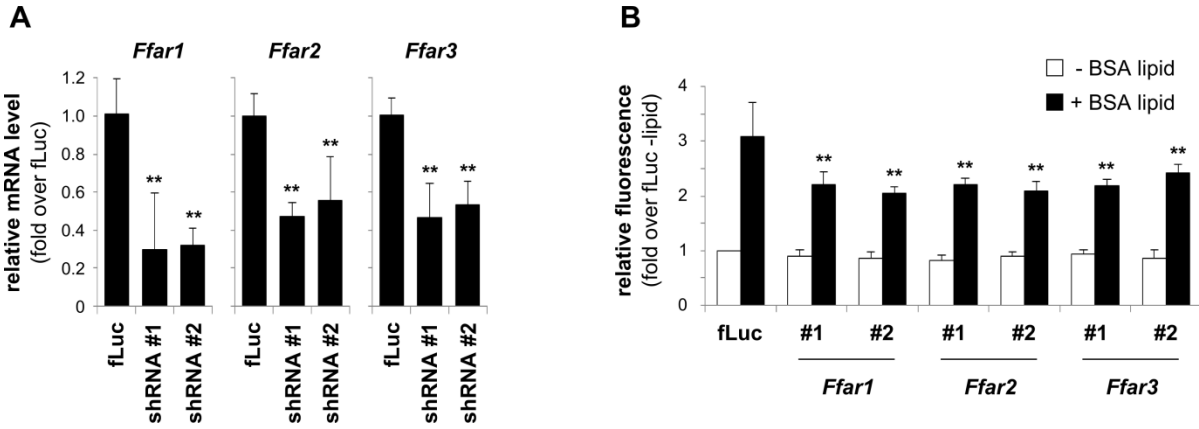 A
Ffar1
Ffar2
Ffar3
relative mRNA level
(fold over fLuc)
1.2
1.0
0.8
0.6
0.4
0.2
0
**
**
**
**
**
**
fLuc
shRNA #1
shRNA #2
fLuc
shRNA #1
shRNA #2
fLuc
shRNA #1
shRNA #2
B
- BSA lipid
+ BSA lipid
relative fluorescence
(fold over fLuc -lipid)
4
3
2
1
0
**
**
**
**
**
**
fLuc
#1
#2
#1
#2
#1
#2
Ffar1
Ffar2
Ffar3